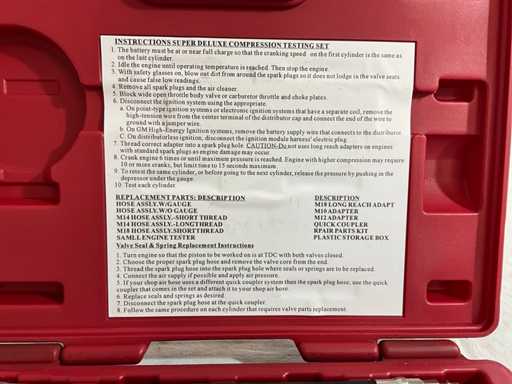 INSTRUCTIONS SUPER DELUXE COMPRESSION TESTING SET
1. The battery must be at or near full charge so that the cranking speed on the first cylinder is the same as
on the lait cylinder.
2. Idle the engine until operating temperature is reached. Then stop the engine.
3. With safety glasses on, blow out dirt from around the spark plugs so it does not lodge is the valve seats
and cause false low readings.
4. Remove all spark plugs and the air cleaner.
5. Block wide open throttle body valve or carburetor throttle and choke plates.
6. Disconnect the ignition system using the appropriate.
a. On point-type ignition systems or electronic ignition systems that have a separate coil, remove the
high-tension wire from the center terminal of the distributor cap and connect the end of the wire to
ground with a jumper wire.
b. On GM High-Energy Ignition systems, remove the battery supply wire that connects to the distributor.
C. On distributorless ignition, disconnect the ignition module harness' electric plug.
7. Thread correct adapter into a spark plug hole. CAUTION-Do not uses long reach adapters on engines
with standard spark plugs as engine damage may occur.
8. Crank engine 6 times or until maximum pressure is reached. Engine with higher compression may require
10 or more cranks, but limit time to 15 seconds maximum.
9. To retest the same cylinder, or before going to the next cylinder, release the pressure by pushing in the
depressor under the gauge.
10. Test each cylinder.
REPLACEMENT PARTS: DESCRIPTION DESCRIPTION
HOSE ASSLY.W/GAUGE M18 LONG REACH ADAPT
HOSE ASSLY.W/O GAUGE M10 ADAPTER
M14 HOSE ASSLY.-SHORT THREAD M12 ADAPTER
M14 HOSE ASSLY.-LONGTHREAD QUICK COUPLER
M18 HOSE ASSLY.SHORTTHREAD RPAIR PARTS KIT
SAMLL ENGINE TESTER PLASTIC STORAGE BOX
Valve Seal & Spring Replacement Instructions
1. Turn engine so that the piston to be worked on is at TDC with both valves closed.
2. Choose the proper spark plug hose and remove the valve core from the end.
3. Thread the spark plug hose into the spark plug hole where seals or springs are to be replaced.
4. Connect the air supply if possible and apply air pressure.
5. If your shop air hose uses a different quick coupler system then the spark plug hose, use the quick
coupler that comes in the set and attach it to your shop air hove.
6. Replace seals and springs as desired.
7. Disconnect the spark plug hose at the quick coupler.
8. Follow the same procedure on each cylinder that requires valve parts replacement.